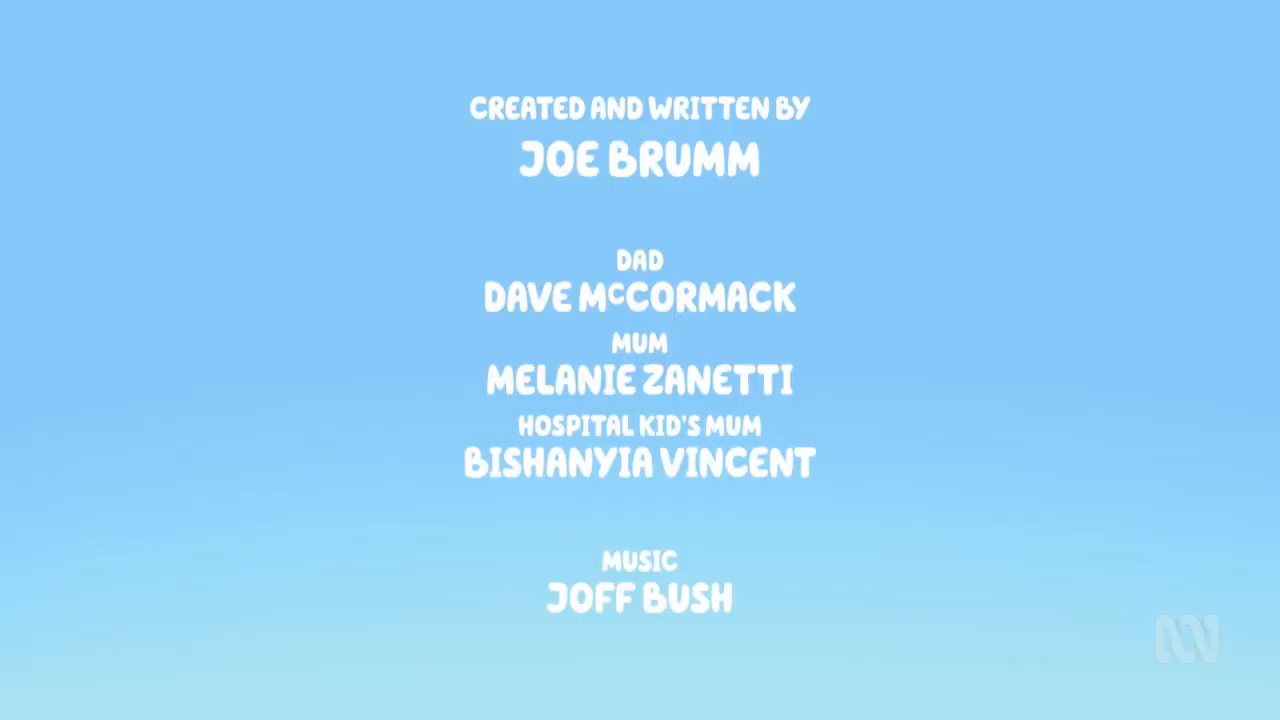 CREATED AND WRITTEN BY
JOE BRUMM
DAD
DAVE McCORMACK
MUM
MELANIE ZANETTI
HOSPITAL KID'S MUM
BISHANYIA VINCENT
MUSIC
JOFF BUSH